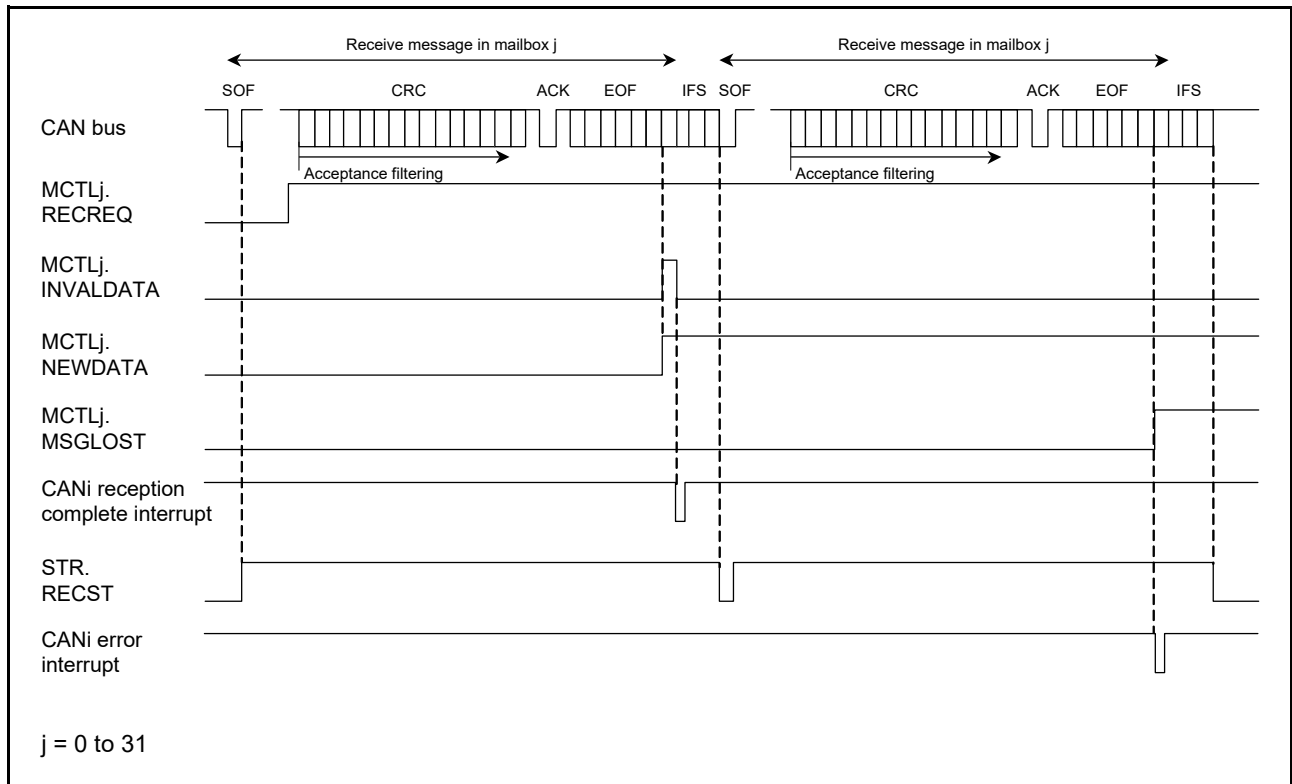 Receive message in mailbox j
Receive message in mailbox j
SOF CRC ACK EOF IFS SOF CRC ACK EOF IFS
CAN bus
Acceptance filtering
Acceptance filtering
MCTLj.
RECREQ
MCTLj.
INVALDATA
MCTLj.
NEWDATA
MCTLj.
MSGLOST
CANi reception
complete interrupt
STR.
RECST
CANi error
interrupt
j = 0 to 31